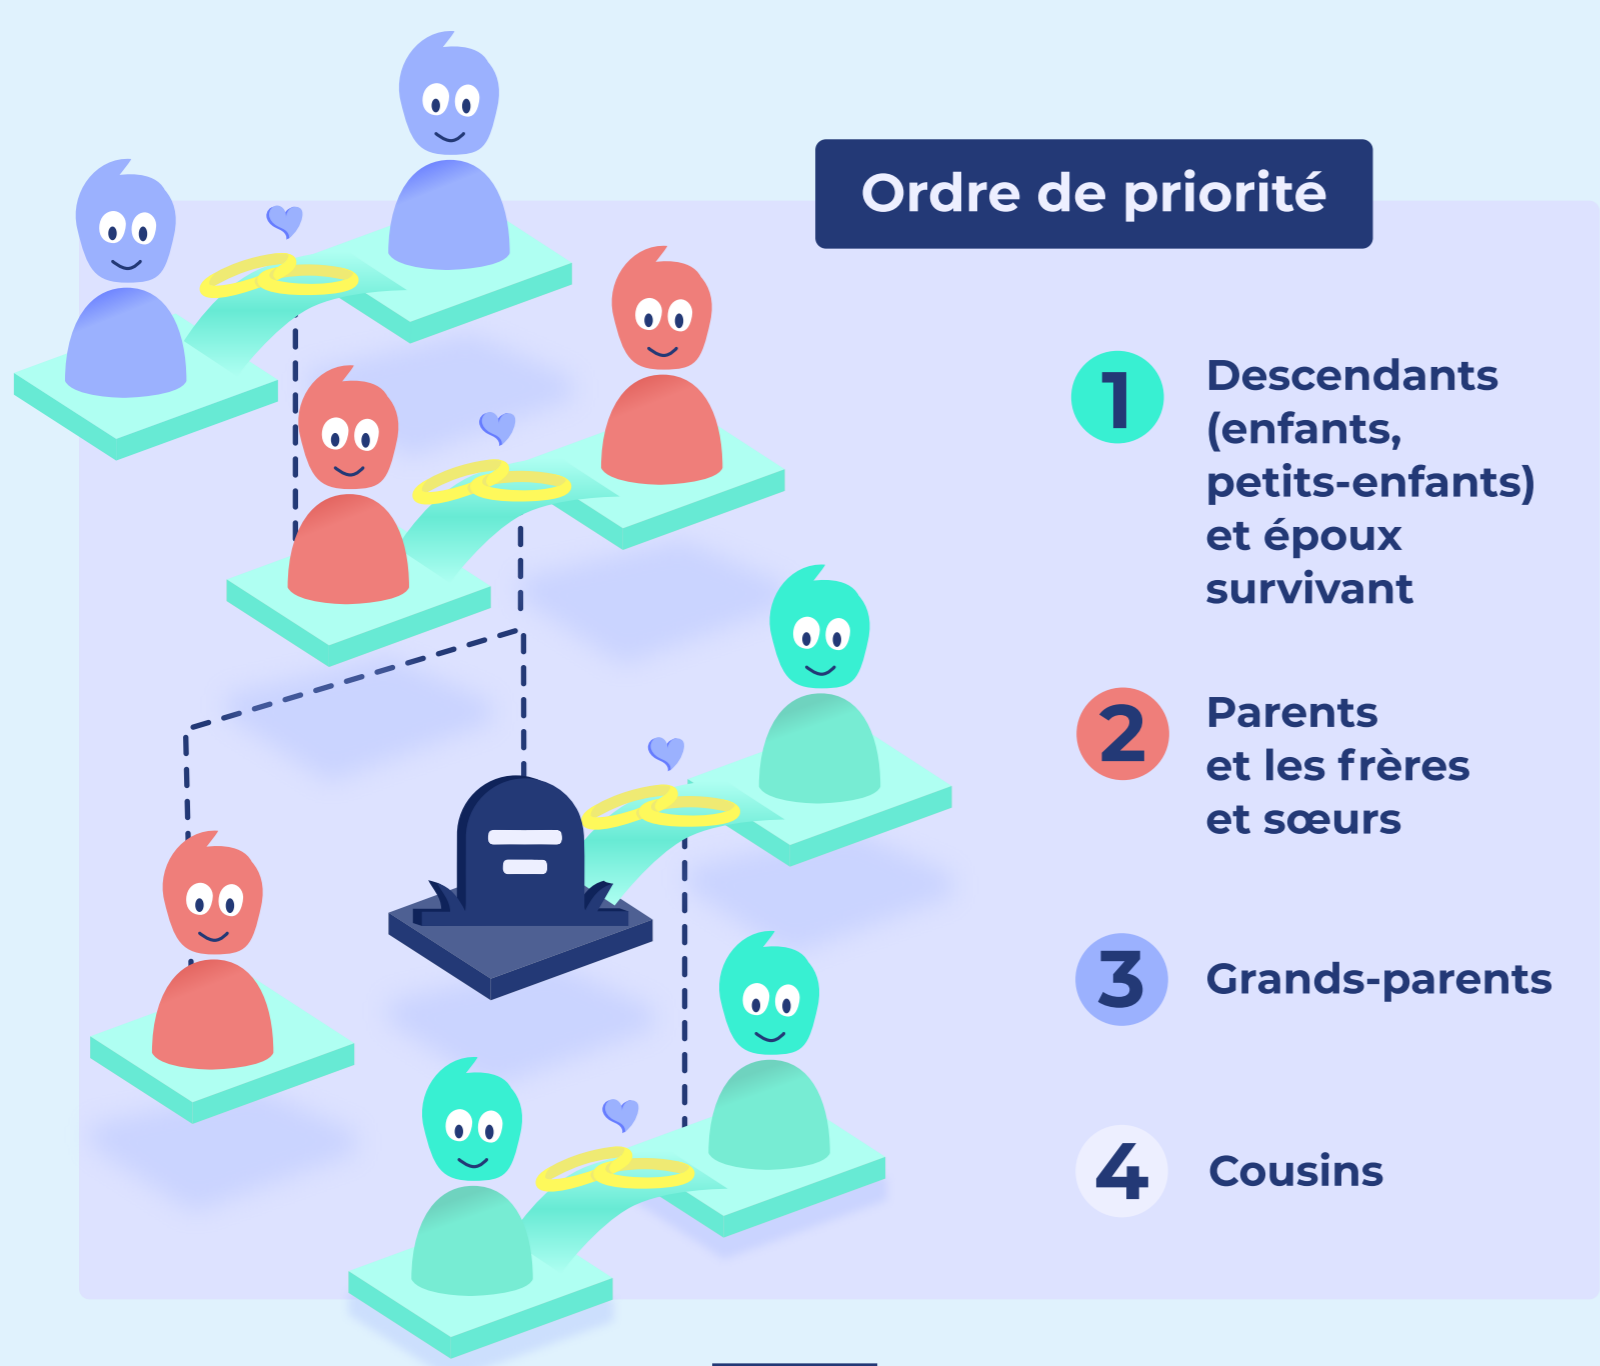 Ordre de priorité
1
Descendants
(enfants,
petits-enfants)
et époux
survivant
2
Parents
et les frères
et sœurs
3
Grands-parents
4
Cousins